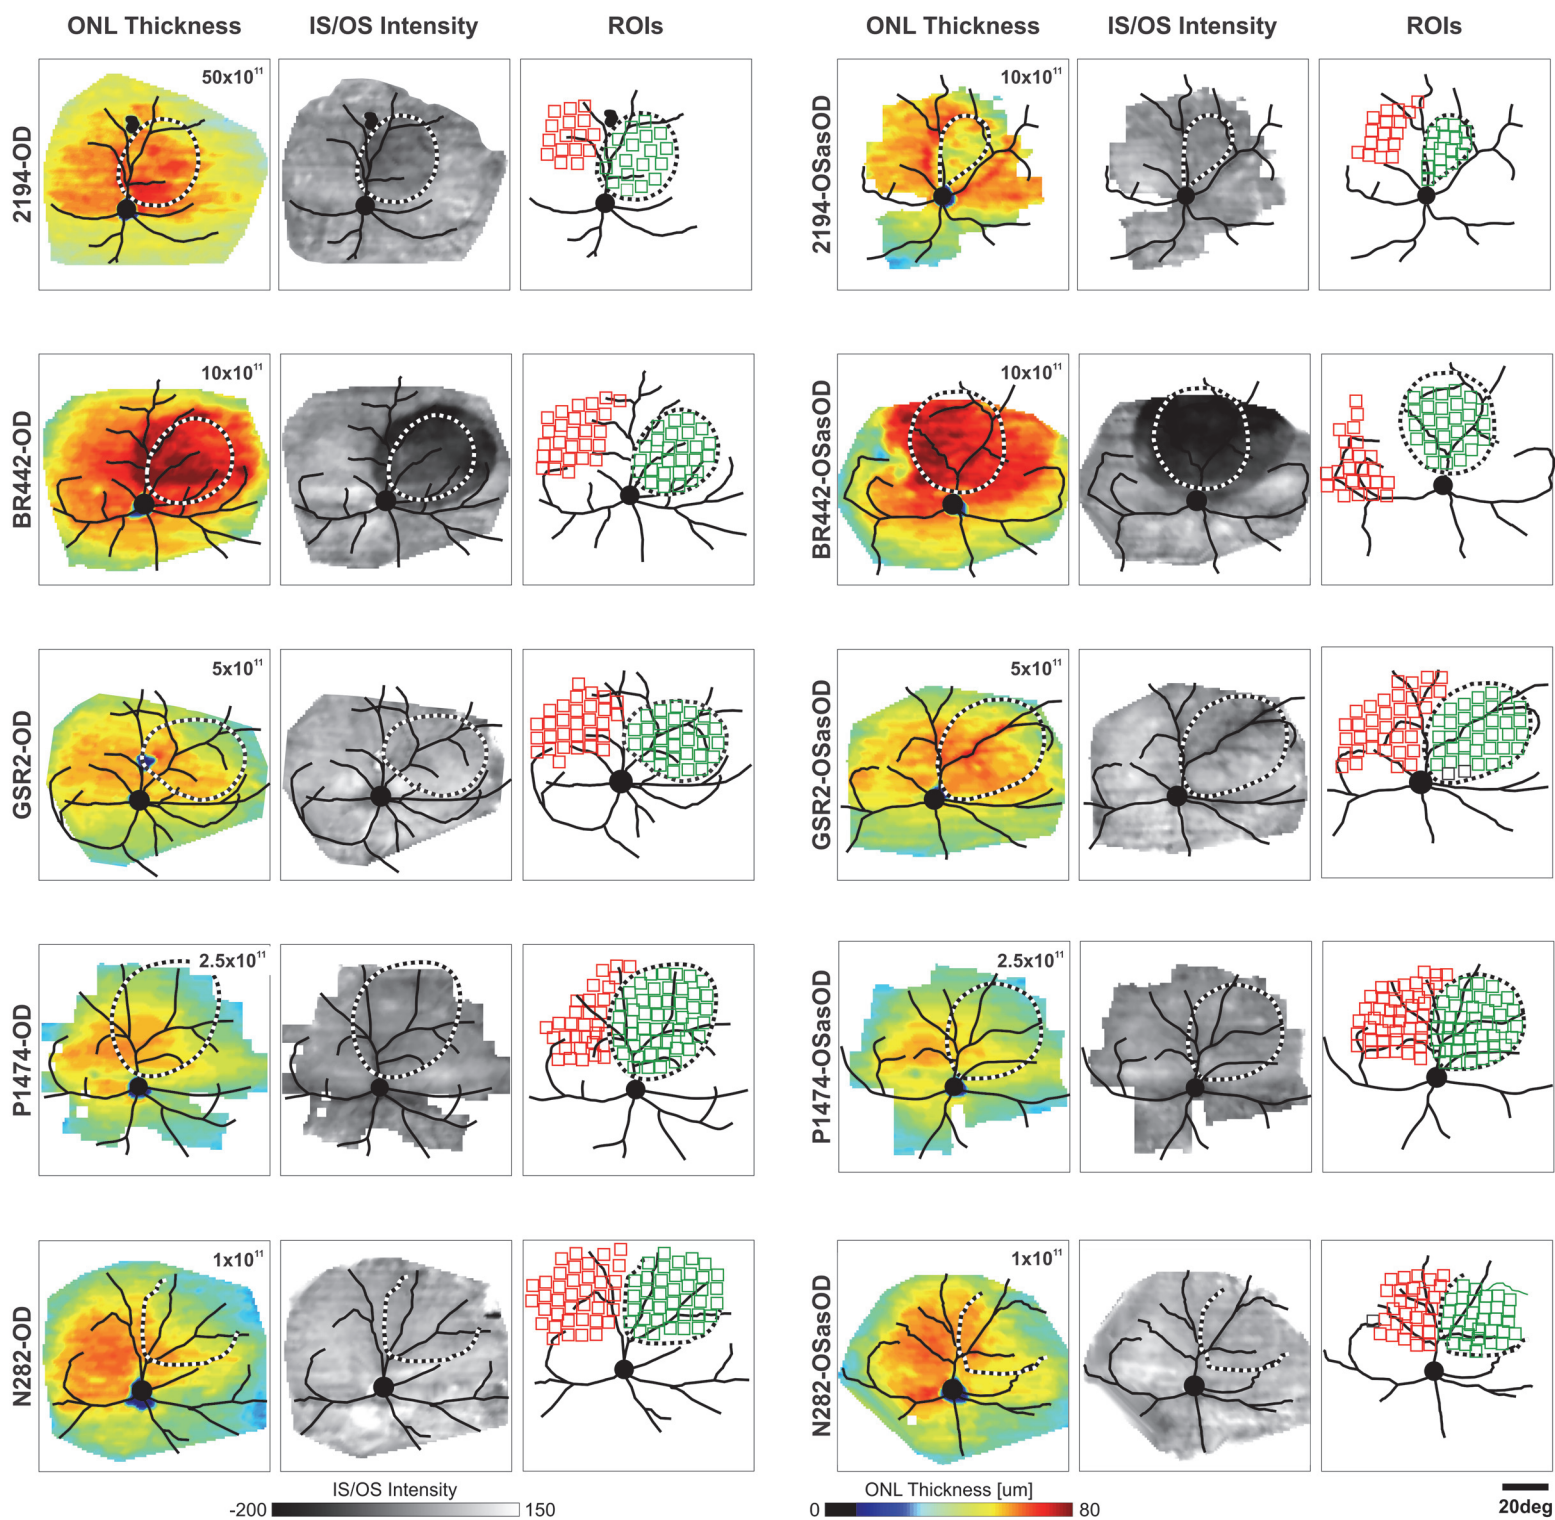 ONL Thickness IS/OS Intensity ROIs ONL Thickness IS/OS Intensity ROIs
2194-OD 50x10¹¹ 2194-OSasOD 10x10¹¹
BR442-OD 10x10¹¹ BR442-OSasOD 10x10¹¹
GSR2-OD 5x10¹¹ GSR2-OSasOD 5x10¹¹
P1474-OD 2.5x10¹¹ P1474-OSasOD 2.5x10¹¹
N282-OD 1x10¹¹ N282-OSasOD 1x10¹¹
IS/OS Intensity ONL Thickness [um]
-200 150 0 80 20deg